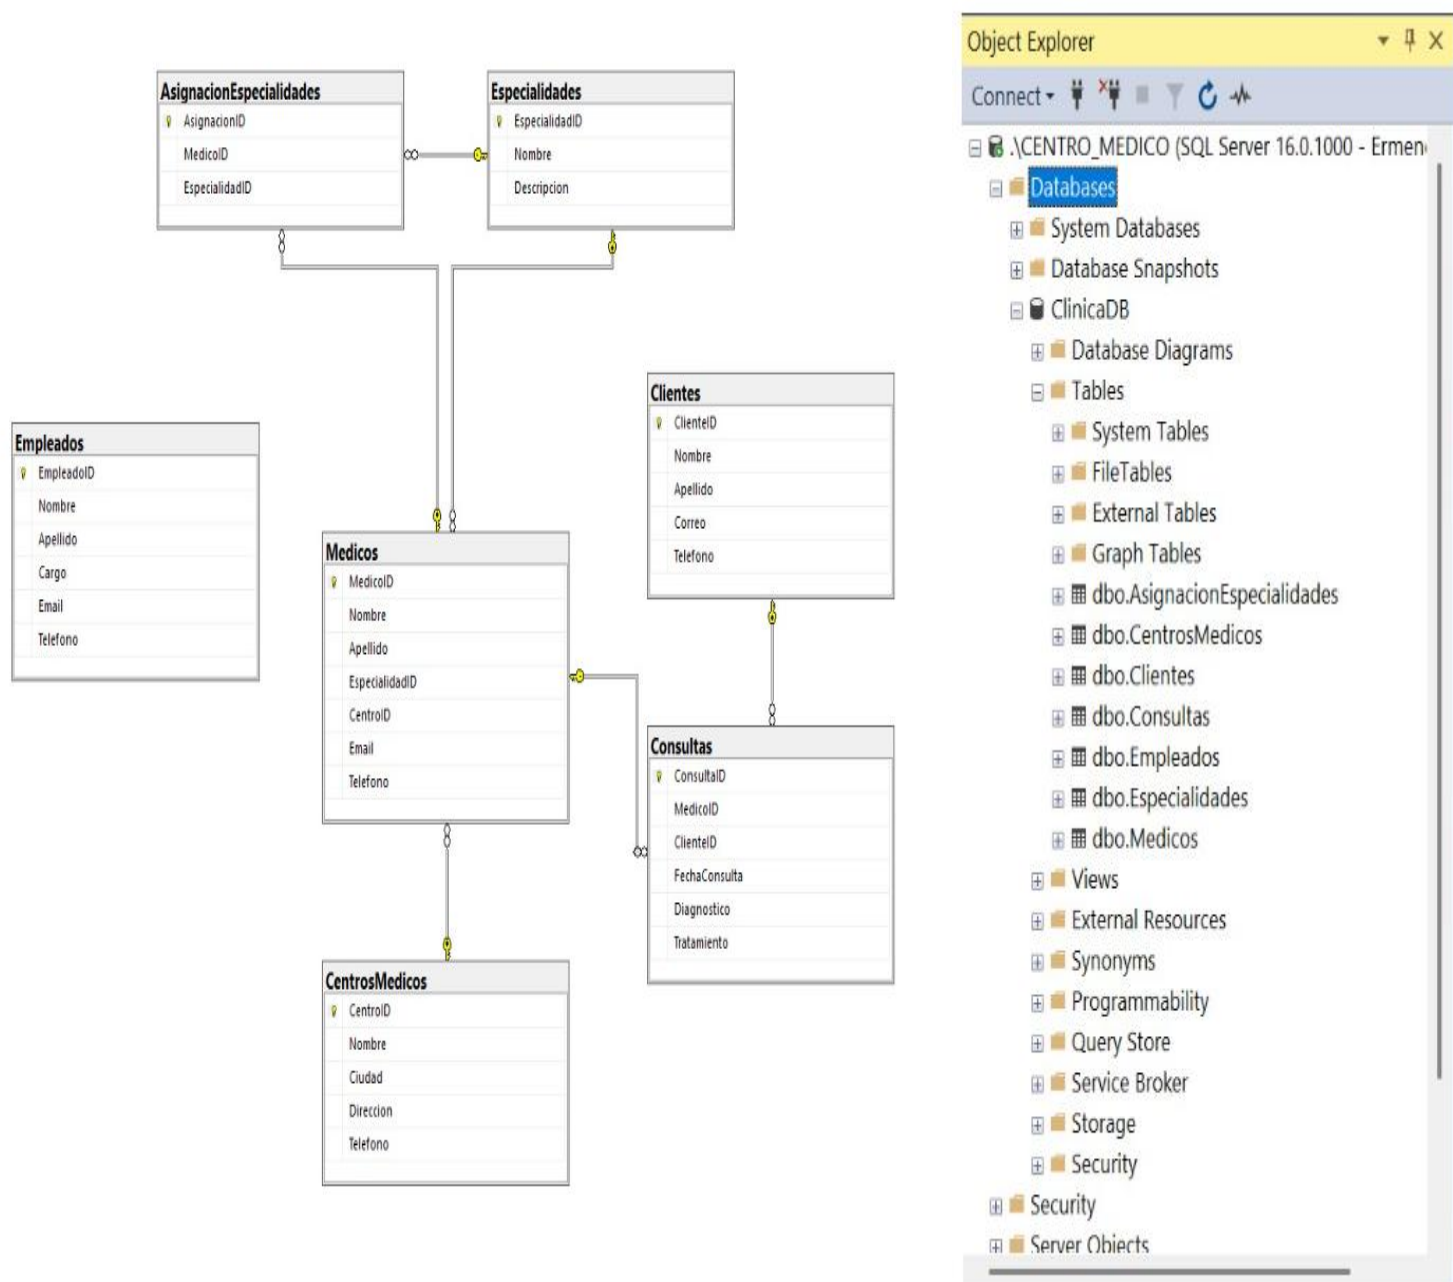 AsignacionEspecialidades
AsignacionID
MedicoID
EspecialidadID
Especialidades
EspecialidadID
Nombre
Descripcion
Empleados
EmpleadoID
Nombre
Apellido
Cargo
Email
Telefono
Medicos
MedicoID
Nombre
Apellido
EspecialidadID
CentroID
Email
Telefono
Clientes
ClienteID
Nombre
Apellido
Correo
Telefono
Consultas
ConsultaID
MedicoID
ClienteID
FechaConsulta
Diagnostico
Tratamiento
CentrosMedicos
CentroID
Nombre
Ciudad
Direccion
Telefono
Object Explorer
Connect
.\CENTRO_MEDICO (SQL Server 16.0.1000 - Ermen
Databases
System Databases
Database Snapshots
ClinicaDB
Database Diagrams
Tables
System Tables
FileTables
External Tables
Graph Tables
dbo.AsignacionEspecialidades
dbo.CentrosMedicos
dbo.Clientes
dbo.Consultas
dbo.Empleados
dbo.Especialidades
dbo.Medicos
Views
External Resources
Synonyms
Programmability
Query Store
Service Broker
Storage
Security
Security
Server Objects